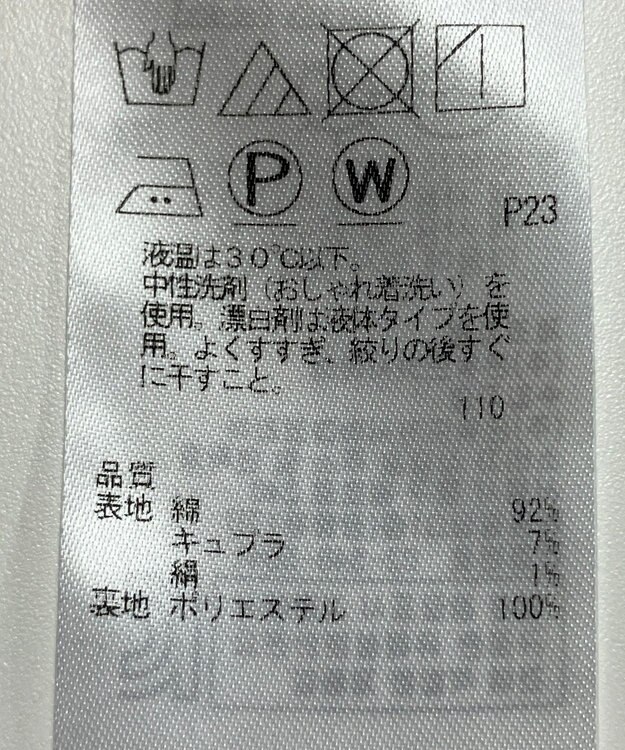 P W
P23
液温は30℃以下。
中性洗剤（おしゃれ着洗い）を
使用。漂白剤は液体タイプを使
用。よくすすぎ、絞りの後すぐ
に干すこと。
110
品質
表地 綿 92%
キュプラ 7%
絹 1%
裏地 ポリエステル 100%